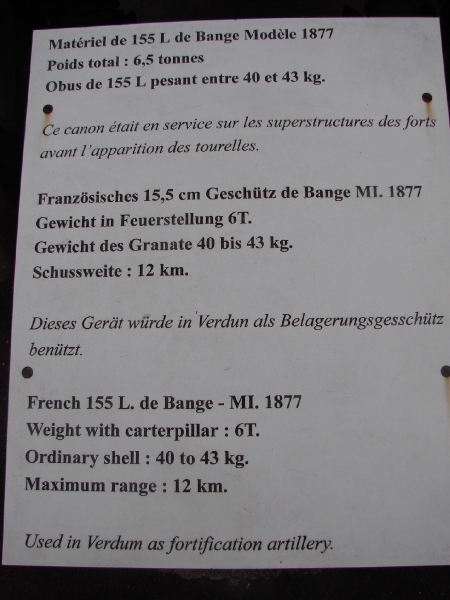 Matériel de 155 L de Bange Modèle 1877
Poids total : 6,5 tonnes
Obus de 155 L pesant entre 40 et 43 kg.
Ce canon était en service sur les superstructures des forts
avant l'apparition des tourelles.
Französisches 15,5 cm Geschütz de Bange MI. 1877
Gewicht in Feuerstellung 6T.
Gewicht des Granate 40 bis 43 kg.
Schussweite : 12 km.
Dieses Gerät würde in Verdun als Belagerungsgesschütz
benützt.
French 155 L. de Bange - MI. 1877
Weight with carterpillar : 6T.
Ordinary shell : 40 to 43 kg.
Maximum range : 12 km.
Used in Verdum as fortification artillery.